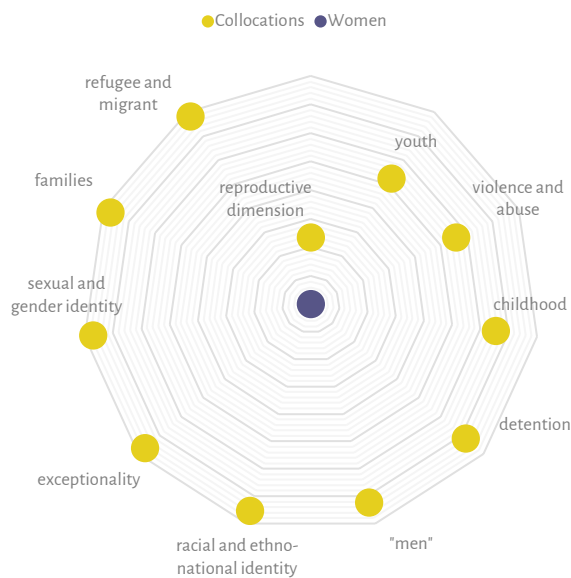 Collocations Women
refugee and
migrant
youth
families
reproductive
dimension
violence and
abuse
sexual and
gender identity
childhood
detention
exceptionality
racial and ethno-
national identity
"men"